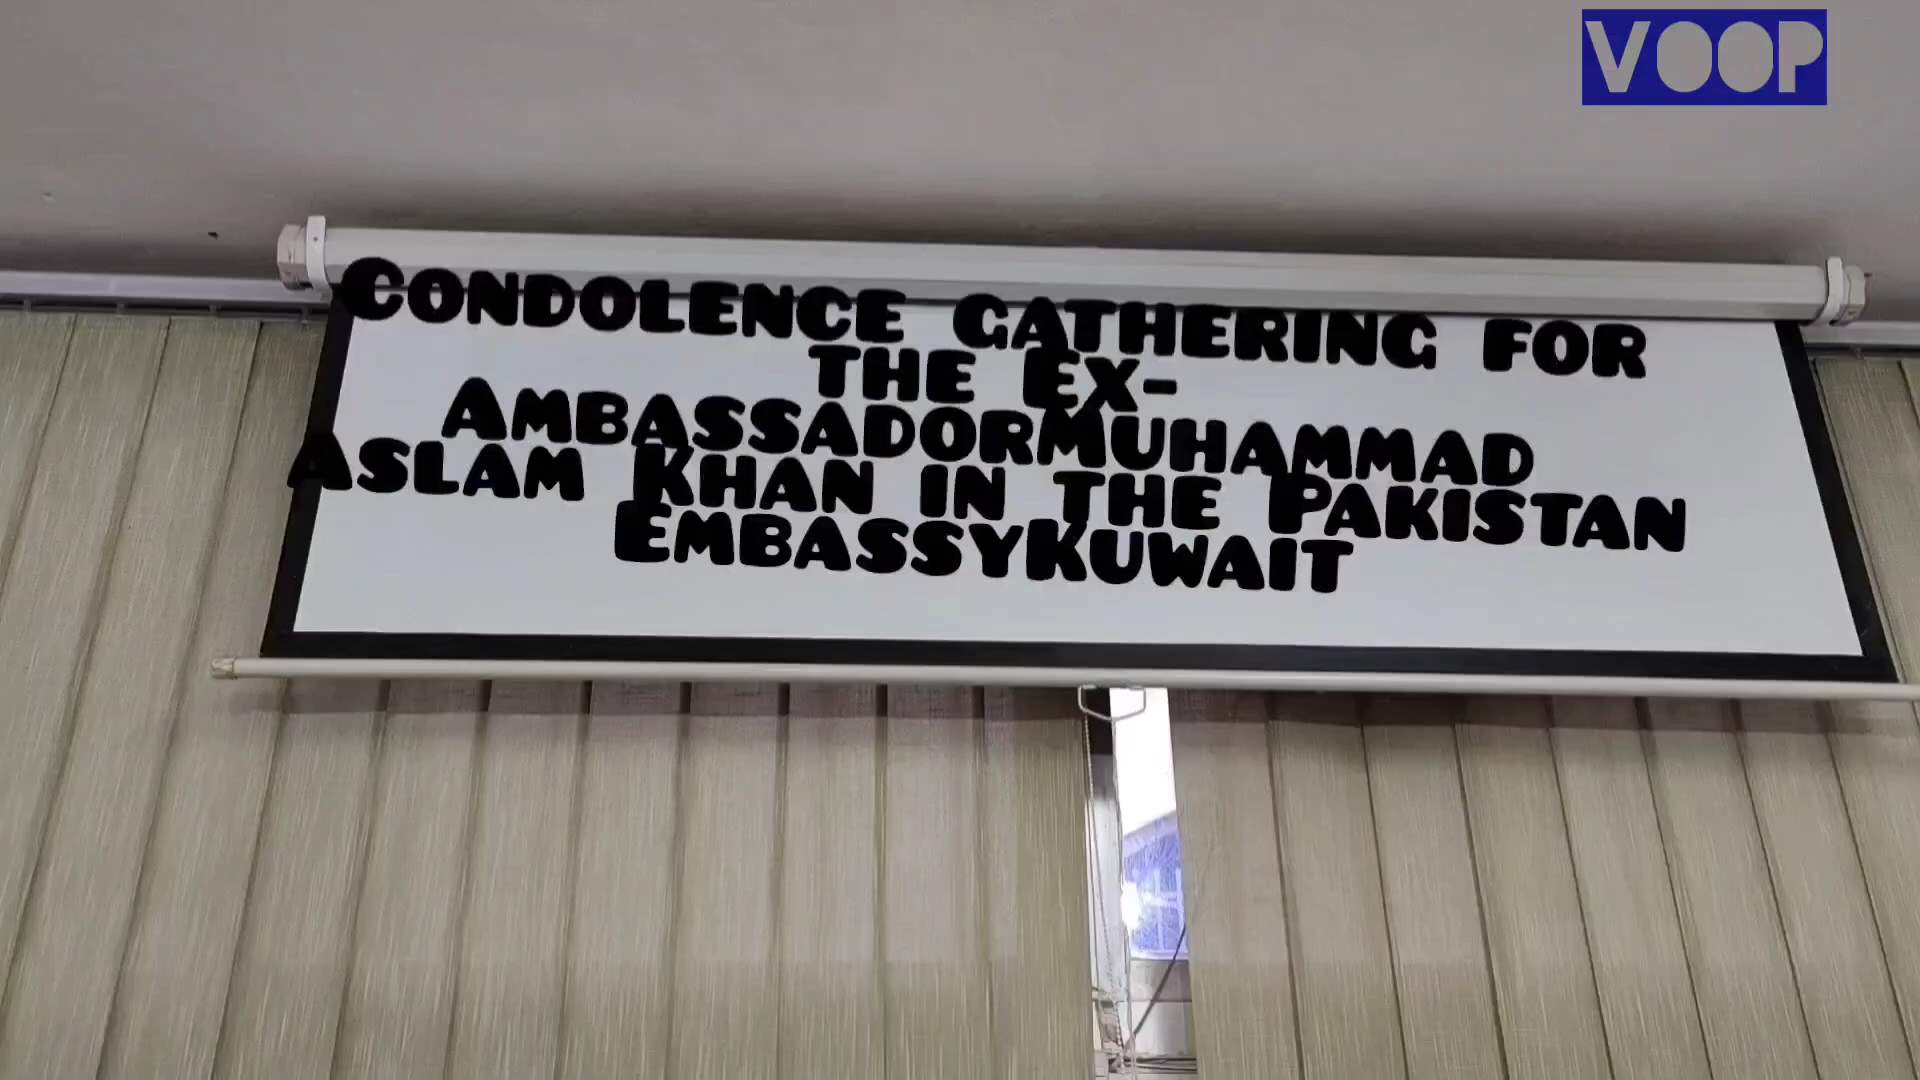 VOOP
Condolence gathering for
the Ex-
AmbassadorMuhammad
Aslam Khan in the Pakistan
EmbassyKuwait